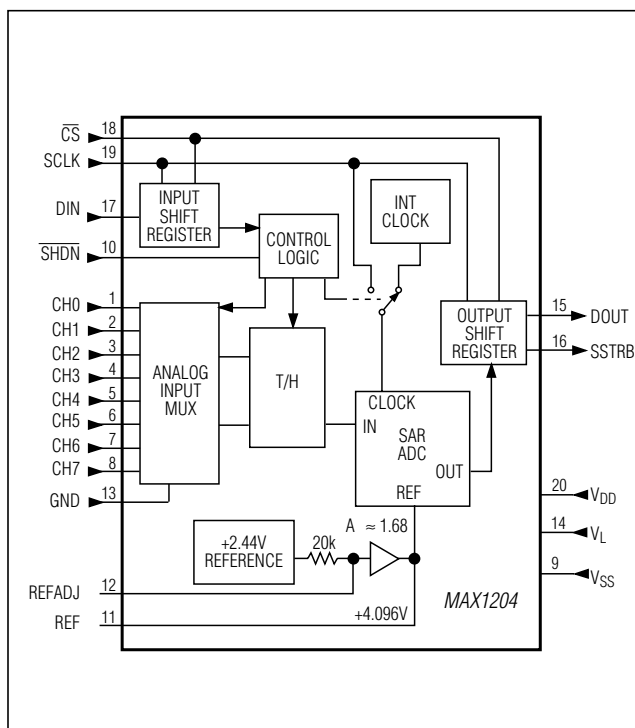 CS
18
SCLK
19
DIN
17
SHDN
10
CH0
1
CH1
2
CH2
3
CH3
4
CH4
5
CH5
6
CH6
7
CH7
8
GND
13
REFADJ
12
REF
11
INPUT
SHIFT
REGISTER
CONTROL
LOGIC
INT
CLOCK
ANALOG
INPUT
MUX
T/H
CLOCK
IN
SAR
ADC
OUT
REF
OUTPUT
SHIFT
REGISTER
15
DOUT
16
SSTRB
A ≈ 1.68
+2.44V
REFERENCE
20k
+4.096V
20
VDD
14
VL
9
VSS
MAX1204